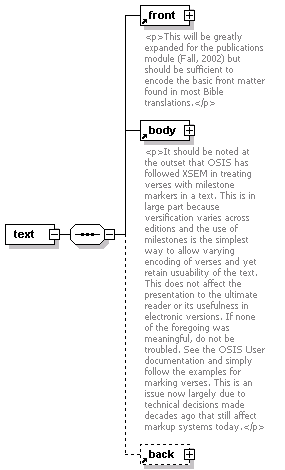 front
<p>This will be greatly
expanded for the publications
module (Fall, 2002) but
should be sufficient to
encode the basic front matter
found in most Bible
translations.</p>
body
<p>It should be noted at
the outset that OSIS has
followed XSEM in treating
verses with milestone
markers in a text. This is in
large part because
versification varies across
editions and the use of
milestones is the simplest
way to allow varying
encoding of verses and yet
retain usuability of the text.
This does not affect the
presentation to the ultimate
reader or its usefulness in
electronic versions. If none
of the foregoing was
meaningful, do not be
troubled. See the OSIS User
documentation and simply
follow the examples for
marking verses. This is an
issue now largely due to
technical decisions made
decades ago that still affect
markup systems today.</p>
text
back